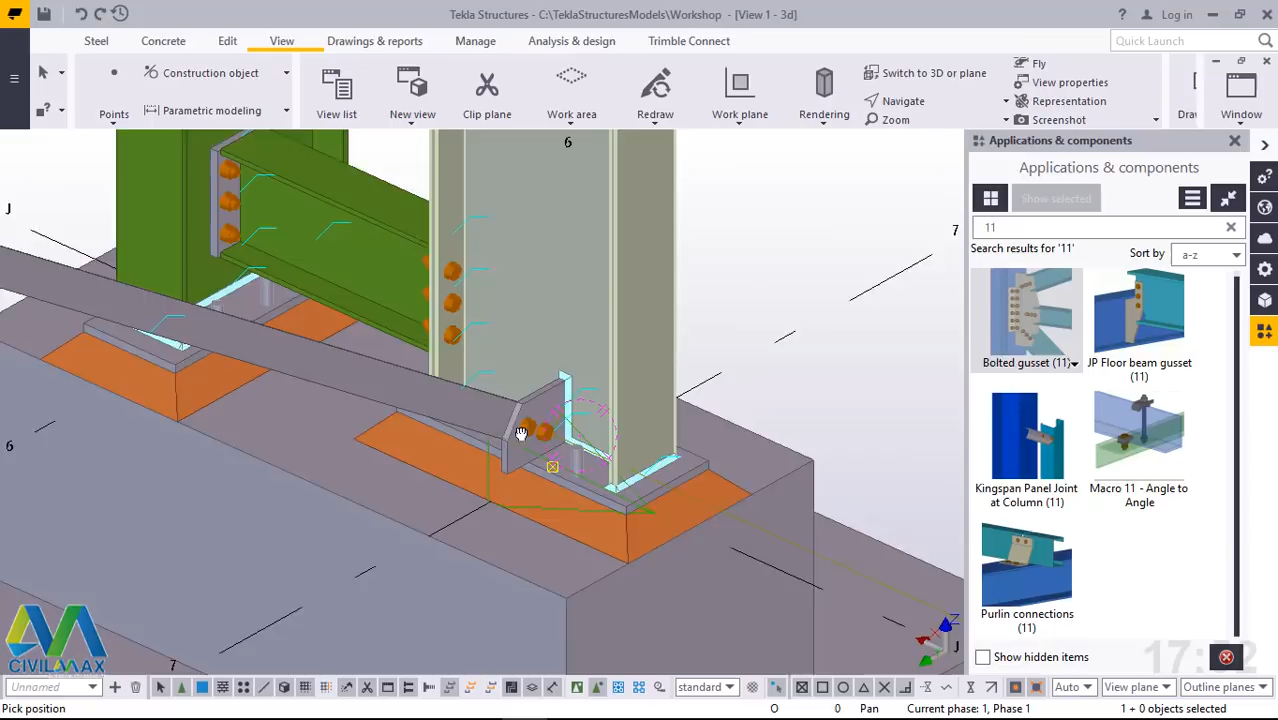 Tekla Structures - C:\TeklaStructuresModels\Workshop - [View 1 - 3d]
Log in
Steel Concrete Edit View Drawings & reports Manage Analysis & design Trimble Connect
Quick Launch
Points
Construction object
Parametric modeling
View list
New view
Clip plane
Work area
Redraw
Work plane
Rendering
Switch to 3D or plane
Navigate
Zoom
Fly
View properties
Representation
Screenshot
Window
Applications & components
Applications & components
Show selected
11
Search results for '11'
Sort by
a-z
Bolted gusset (11)
JP Floor beam gusset
(11)
Kingspan Panel Joint
at Column (11)
Macro 11 - Angle to
Angle
Purlin connections
(11)
Show hidden items
6
J
7
6
7
Z
J
CIVILMAX
Unnamed
standard
Auto
View plane
Outline planes
Pick position
O
0
Pan
Current phase: 1, Phase 1
1 + 0 objects selected